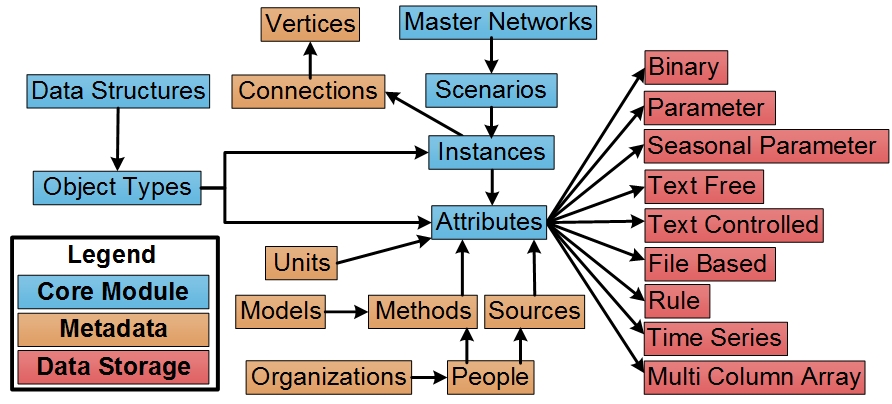 Vertices
Master Networks
Data Structures
Connections
Scenarios
Object Types
Instances
Attributes
Units
Models
Methods
Sources
Organizations
People
Binary
Parameter
Seasonal Parameter
Text Free
Text Controlled
File Based
Rule
Time Series
Multi Column Array
Legend
Core Module
Metadata
Data Storage